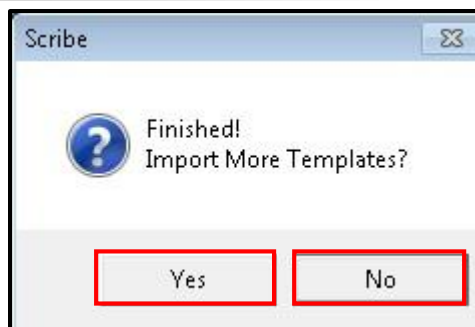 Scribe
Finished!
Import More Templates?
Yes
No